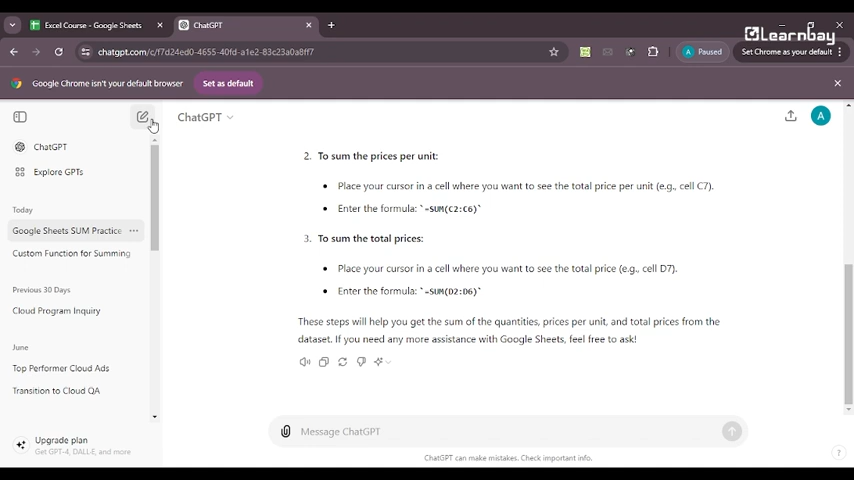 Excel Course - Google Sheets
ChatGPT
Learnbay
chatgpt.com/c/f7d24ed0-4655-40fd-a1e2-83c23a0a8ff7
A
Paused
Set Chrome as your default
Google Chrome isn't your default browser
Set as default
ChatGPT
A
ChatGPT
Explore GPTs
Today
Google Sheets SUM Practice
Custom Function for Summing
Previous 30 Days
Cloud Program Inquiry
June
Top Performer Cloud Ads
Transition to Cloud QA
Upgrade plan
Get GPT-4, DALL-E, and more
2. To sum the prices per unit:
• Place your cursor in a cell where you want to see the total price per unit (e.g., cell C7).
• Enter the formula: `=SUM(C2:C6)`
3. To sum the total prices:
• Place your cursor in a cell where you want to see the total price (e.g., cell D7).
• Enter the formula: `=SUM(D2:D6)`
These steps will help you get the sum of the quantities, prices per unit, and total prices from the
dataset. If you need any more assistance with Google Sheets, feel free to ask!
Message ChatGPT
ChatGPT can make mistakes. Check important info.
?